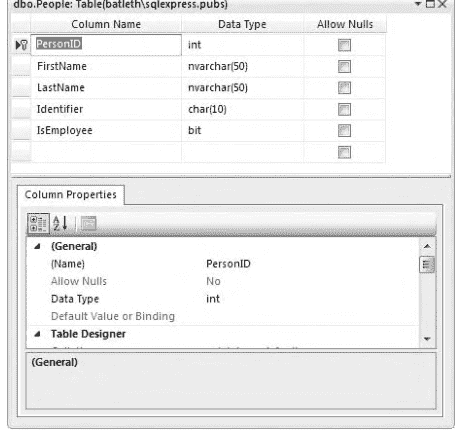 dbo.People: Table(batleth\sqlexpress.pubs)
Column Name Data Type Allow Nulls
PersonID int
FirstName nvarchar(50)
LastName nvarchar(50)
Identifier char(10)
IsEmployee bit
Column Properties
(General)
(Name) PersonID
Allow Nulls No
Data Type int
Default Value or Binding
Table Designer
(General)